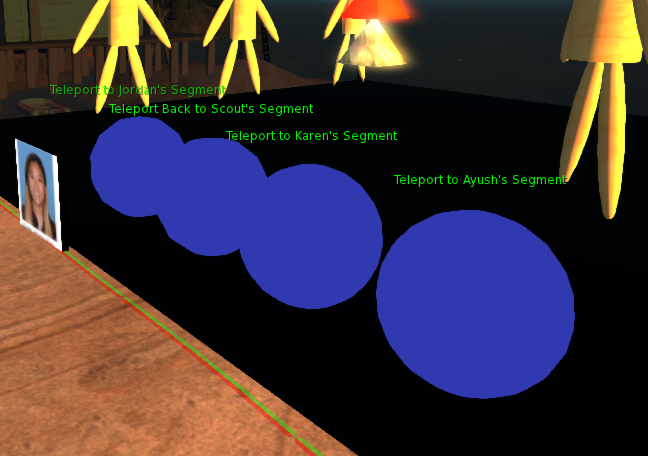 Teleport to Jordan's Segment
Teleport Back to Scout's Segment
Teleport to Karen's Segment
Teleport to Ayush's Segment